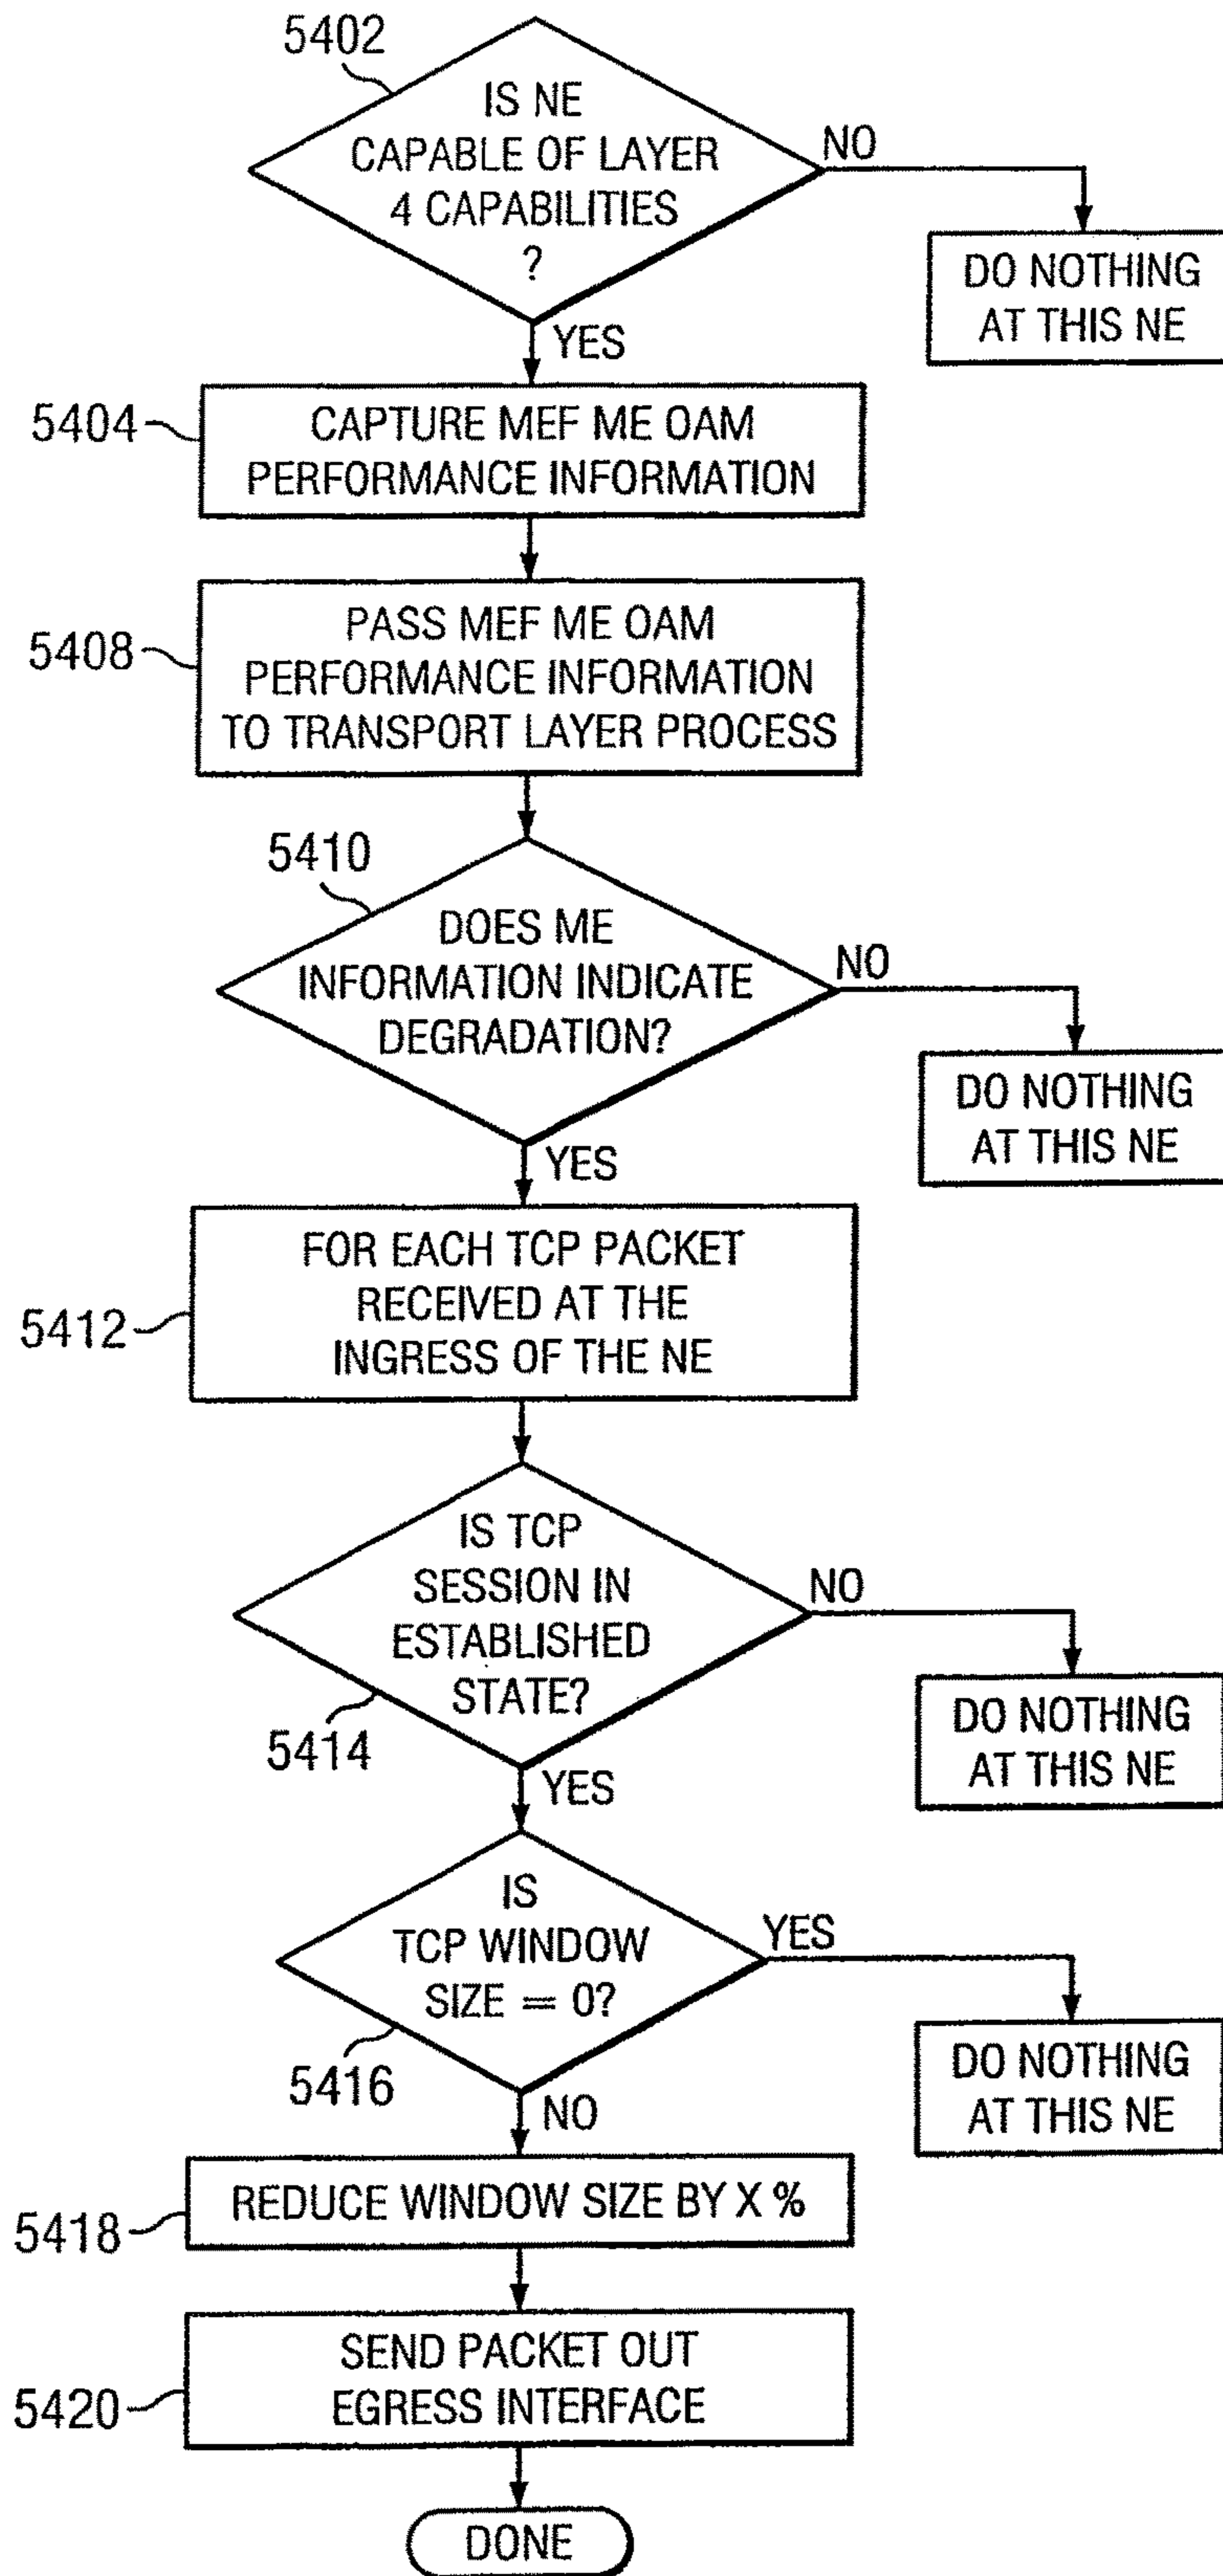 5402
IS NE
CAPABLE OF LAYER
4 CAPABILITIES
?
NO
DO NOTHING
AT THIS NE
YES
5404
CAPTURE MEF ME OAM
PERFORMANCE INFORMATION
5408
PASS MEF ME OAM
PERFORMANCE INFORMATION
TO TRANSPORT LAYER PROCESS
5410
DOES ME
INFORMATION INDICATE
DEGRADATION?
NO
DO NOTHING
AT THIS NE
YES
5412
FOR EACH TCP PACKET
RECEIVED AT THE
INGRESS OF THE NE
IS TCP
SESSION IN
ESTABLISHED
STATE?
5414
NO
DO NOTHING
AT THIS NE
YES
IS
TCP WINDOW
SIZE = 0?
5416
YES
DO NOTHING
AT THIS NE
NO
5418
REDUCE WINDOW SIZE BY X %
5420
SEND PACKET OUT
EGRESS INTERFACE
DONE